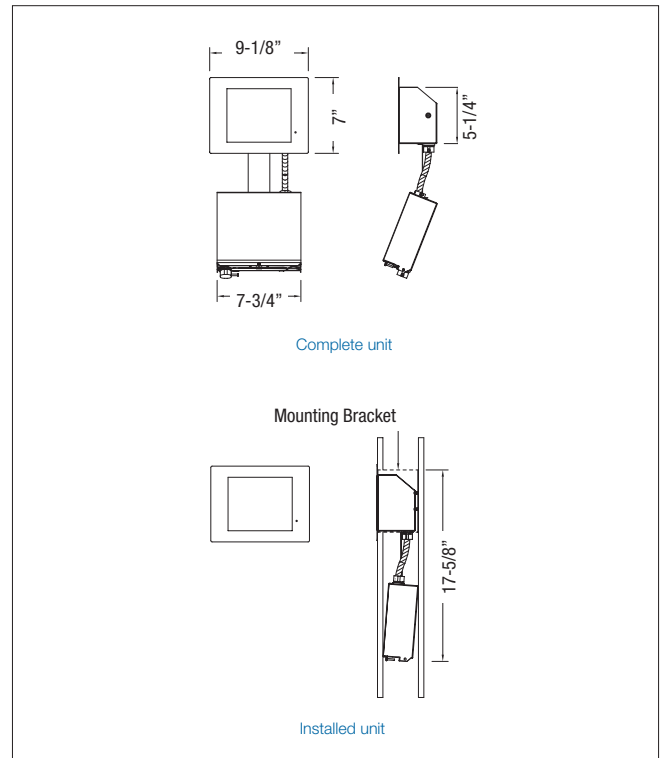 9-1/8”
7”
5-1/4”
7-3/4”
Complete unit
Mounting Bracket
17-5/8”
Installed unit